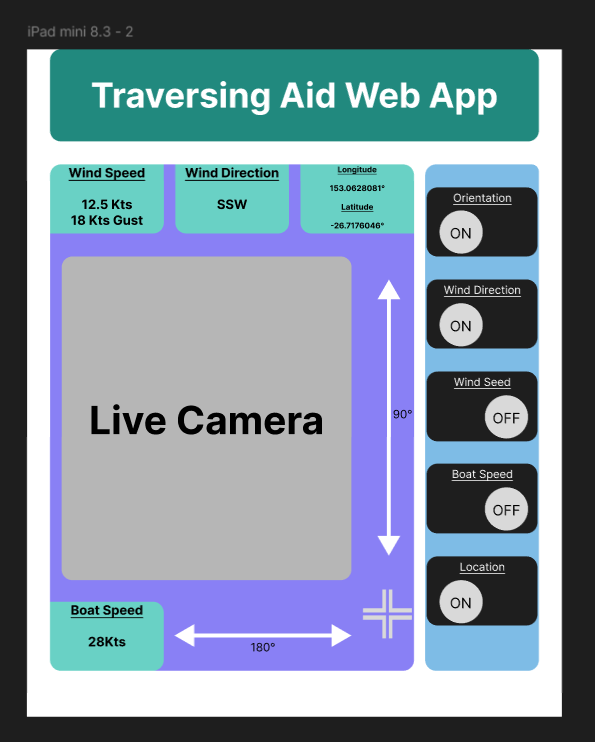 iPad mini 8.3 - 2
Traversing Aid Web App
Wind Speed
12.5 Kts
18 Kts Gust
Wind Direction
SSW
Longitude
153.0628081°
Latitude
-26.7176046°
Live Camera
90°
Boat Speed
28Kts
180°
Orientation
ON
Wind Direction
ON
Wind Seed
OFF
Boat Speed
OFF
Location
ON